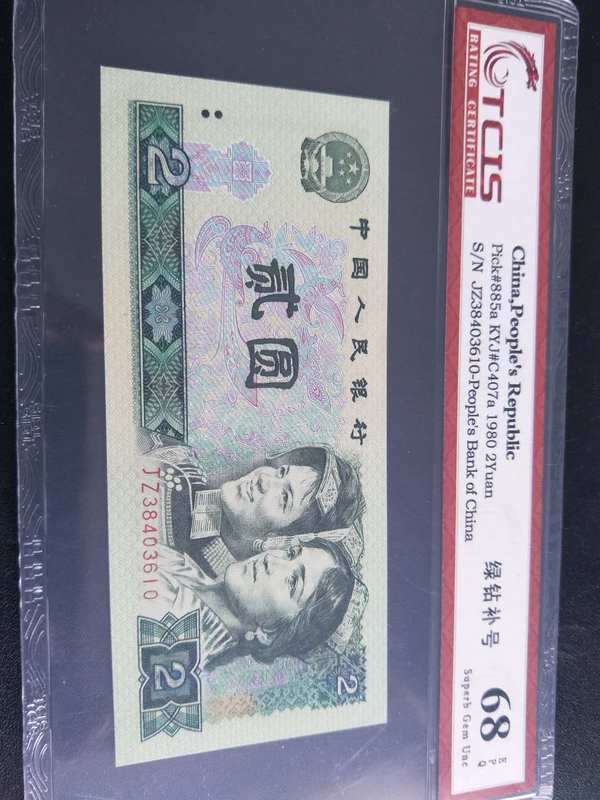 TCIS
RATING CERTIFICATE
China,People's Republic
Pick#885a KYJ#C407a 1980 2Yuan
S/N JZ38403610-People's Bank of China
绿钻补号
68
EPQ
Superb Gem Unc
中国人民银行
贰圆
2
JZ38403610
2
2